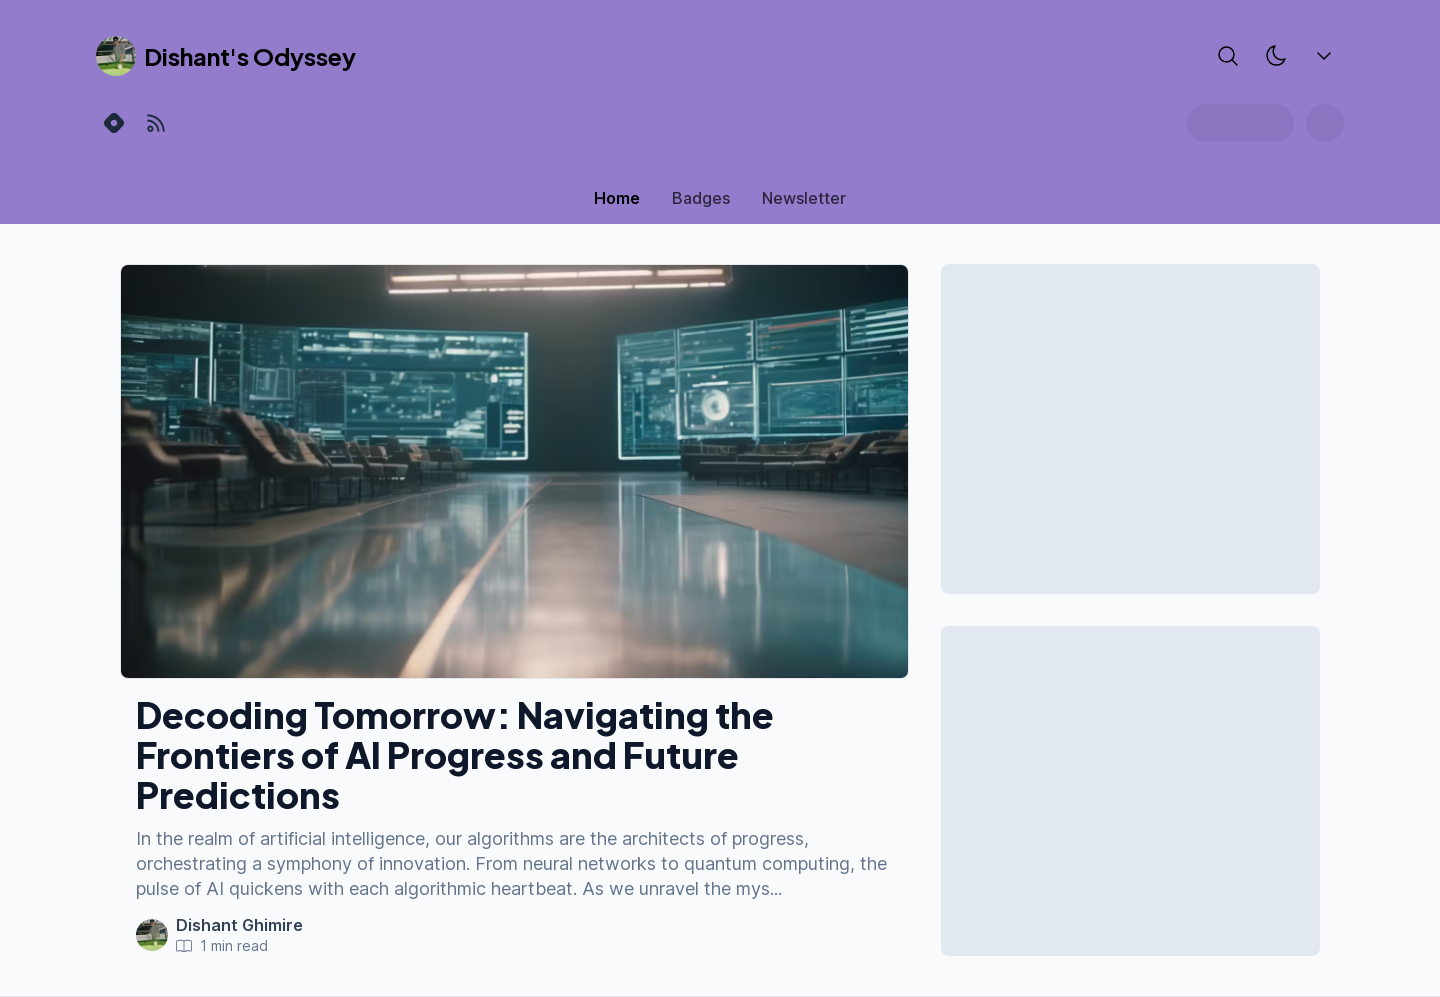 Dishant's Odyssey
Home
Badges
Newsletter
Decoding Tomorrow: Navigating the
Frontiers of AI Progress and Future
Predictions
In the realm of artificial intelligence, our algorithms are the architects of progress,
orchestrating a symphony of innovation. From neural networks to quantum computing, the
pulse of AI quickens with each algorithmic heartbeat. As we unravel the mys...
Dishant Ghimire
1 min read